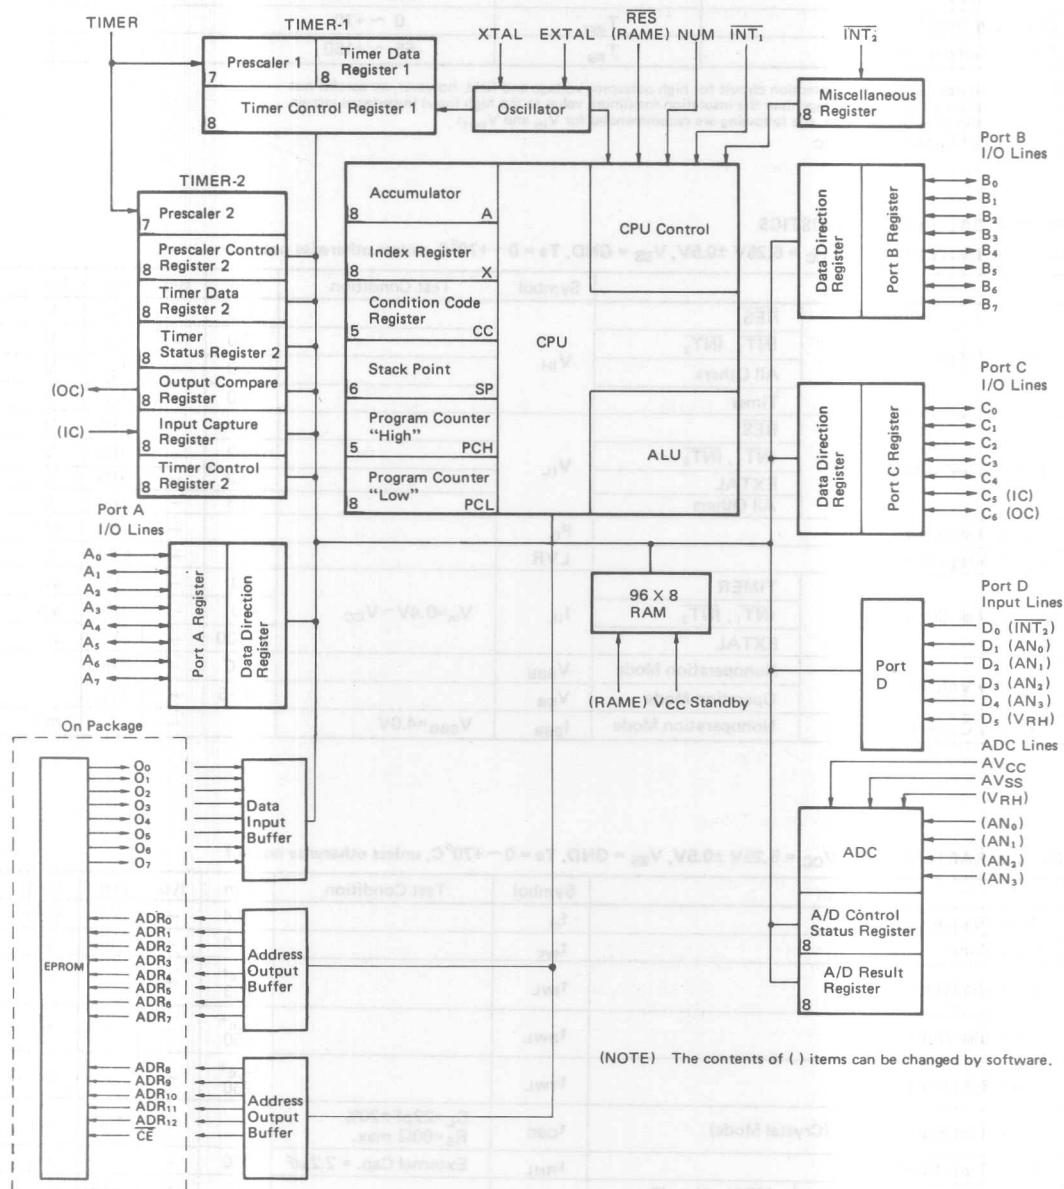 TIMER
TIMER-1
Prescaler 1
7
Timer Data
Register 1
8
Timer Control Register 1
8
XTAL
EXTAL
RES
(RAME)
NUM
INT₁
INT₂
Oscillator
Miscellaneous
Register
8
TIMER-2
Prescaler 2
7
Prescaler Control
Register 2
8
Timer Data
Register 2
8
Timer
Status Register 2
8
Output Compare
Register
8
Input Capture
Register
8
Timer Control
Register 2
8
(OC)
(IC)
Accumulator
8 A
Index Register
8 X
Condition Code
Register
5 CC
Stack Point
6 SP
Program Counter
"High"
5 PCH
Program Counter
"Low"
8 PCL
CPU
CPU Control
ALU
Port B
I/O Lines
Data Direction
Register
Port B Register
B₀
B₁
B₂
B₃
B₄
B₅
B₆
B₇
Port C
I/O Lines
Data Direction
Register
Port C Register
C₀
C₁
C₂
C₃
C₄
C₅ (IC)
C₆ (OC)
Port A
I/O Lines
A₀
A₁
A₂
A₃
A₄
A₅
A₆
A₇
Port A Register
Data Direction
Register
96 X 8
RAM
(RAME) VCC Standby
Port D
Input Lines
Port
D
D₀ (INT₂)
D₁ (AN₀)
D₂ (AN₁)
D₃ (AN₂)
D₄ (AN₃)
D₅ (VRH)
ADC Lines
AVCC
AVSS
(VRH)
(AN₀)
(AN₁)
(AN₂)
(AN₃)
ADC
A/D Control
Status Register
8
A/D Result
Register
8
On Package
EPROM
O₀
O₁
O₂
O₃
O₄
O₅
O₆
O₇
Data
Input
Buffer
ADR₀
ADR₁
ADR₂
ADR₃
ADR₄
ADR₅
ADR₆
ADR₇
Address
Output
Buffer
ADR₈
ADR₉
ADR₁₀
ADR₁₁
ADR₁₂
CE
Address
Output
Buffer
(NOTE) The contents of ( ) items can be changed by software.